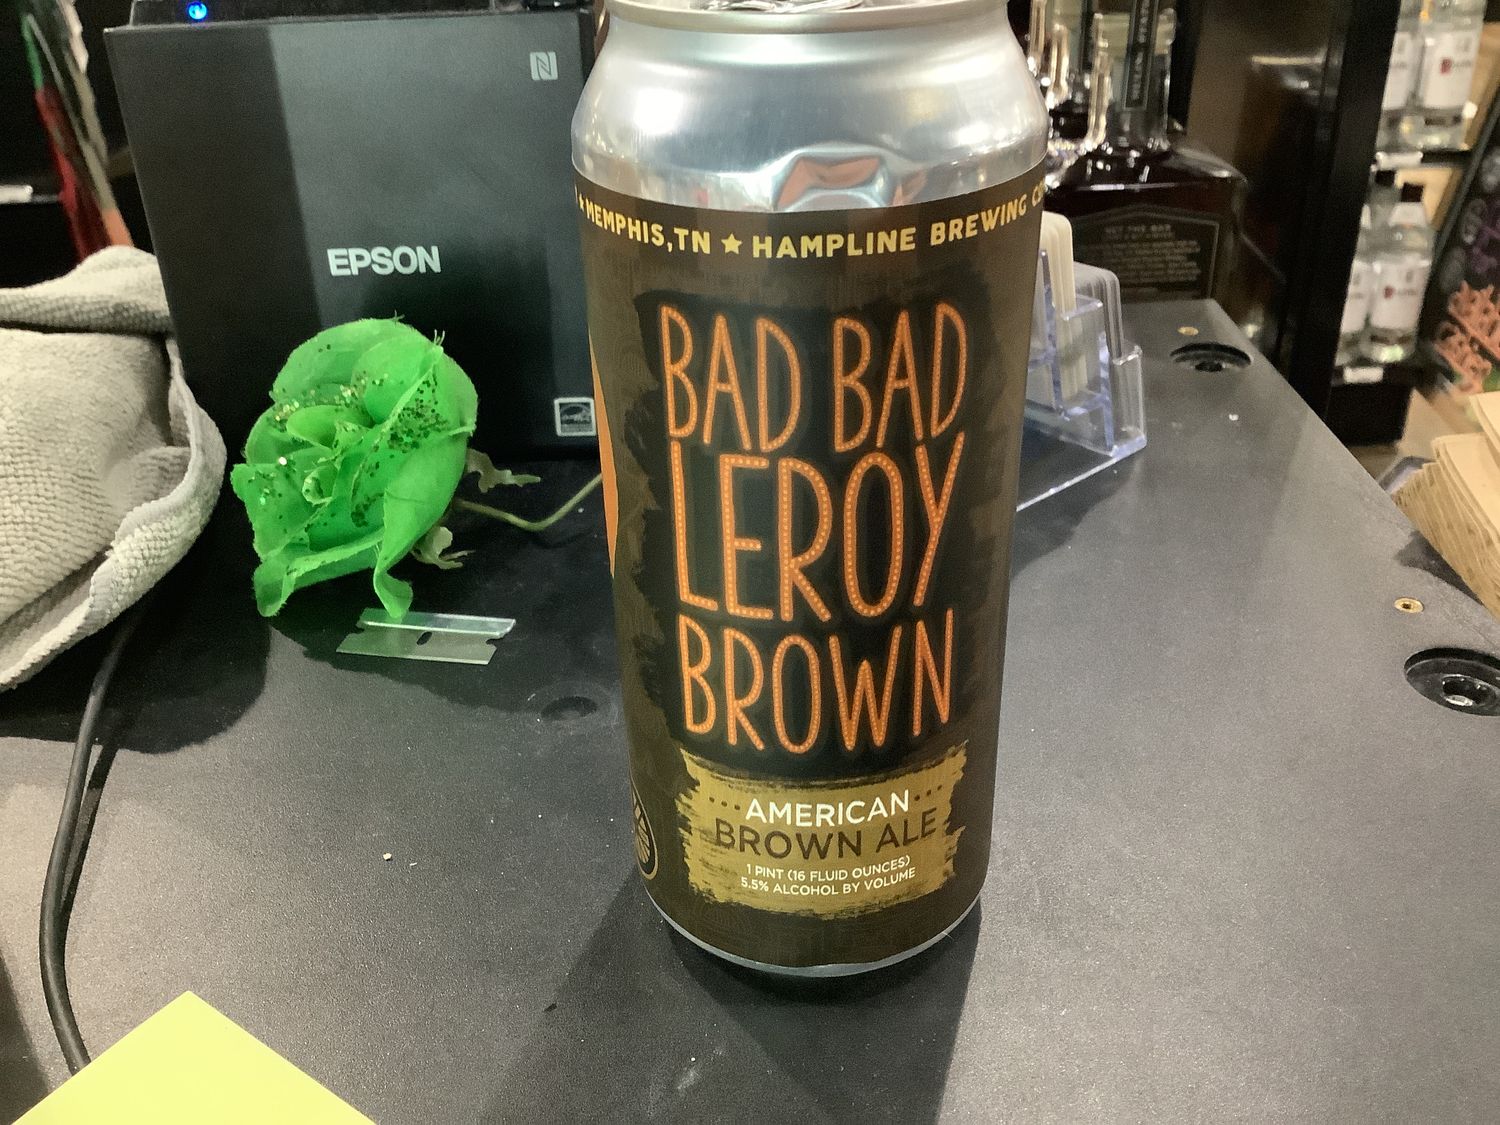 EPSON
★ MEMPHIS, TN ★ HAMPLINE BREWING
BAD BAD
LEROY
BROWN
AMERICAN
BROWN ALE
1 PINT (16 FLUID OUNCES)
5.5% ALCOHOL BY VOLUME